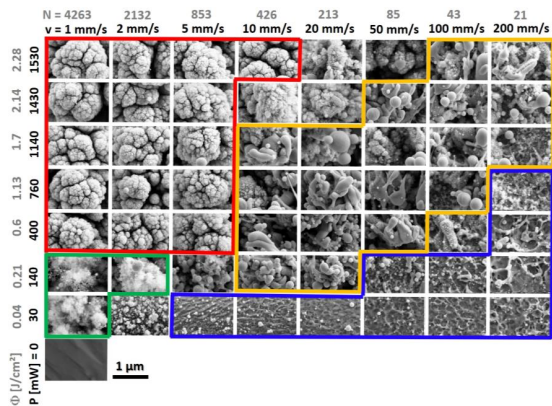 N = 4263 2132 853 426 213 85 43 21
v = 1 mm/s 2 mm/s 5 mm/s 10 mm/s 20 mm/s 50 mm/s 100 mm/s 200 mm/s
2.28 1530
2.14 1430
1.7 1140
1.13 760
0.6 400
0.21 140
0.04 30
Φ [J/cm²] P [mW] = 0
1 µm